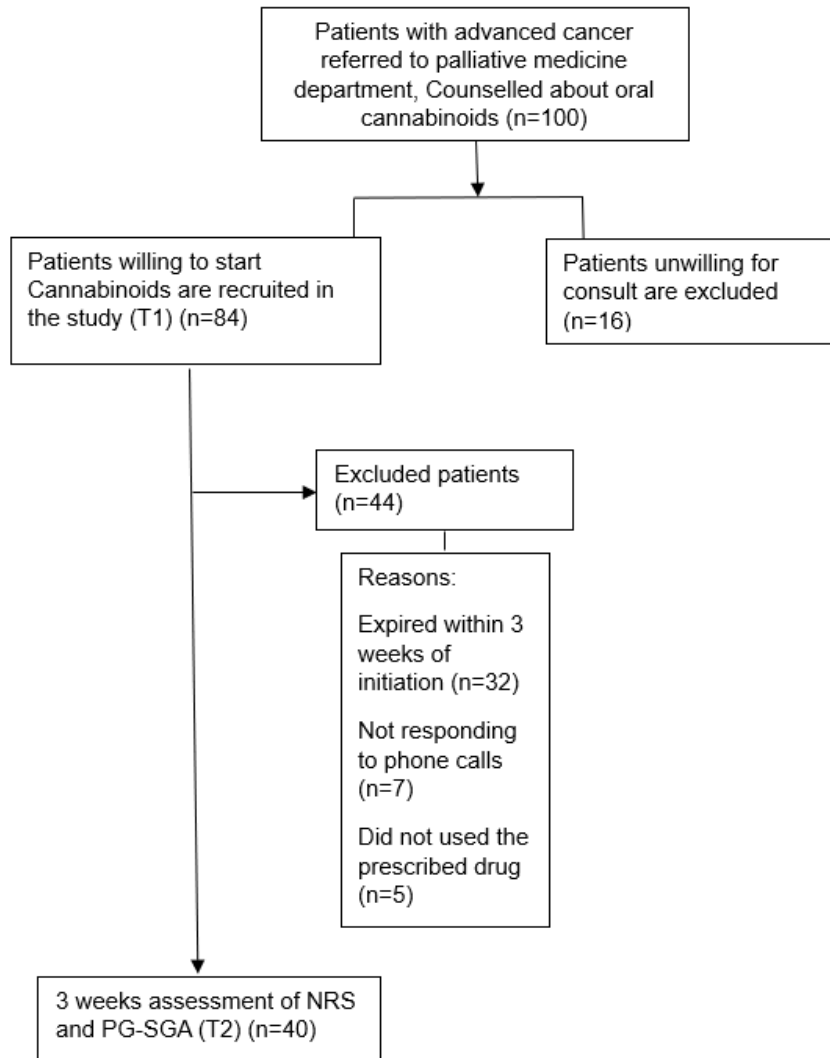 Patients with advanced cancer
referred to palliative medicine
department, Counselled about oral
cannabinoids (n=100)
Patients willing to start
Cannabinoids are recruited in
the study (T1) (n=84)
Patients unwilling for
consult are excluded
(n=16)
Excluded patients
(n=44)
Reasons:
Expired within 3
weeks of
initiation (n=32)
Not responding
to phone calls
(n=7)
Did not used the
prescribed drug
(n=5)
3 weeks assessment of NRS
and PG-SGA (T2) (n=40)